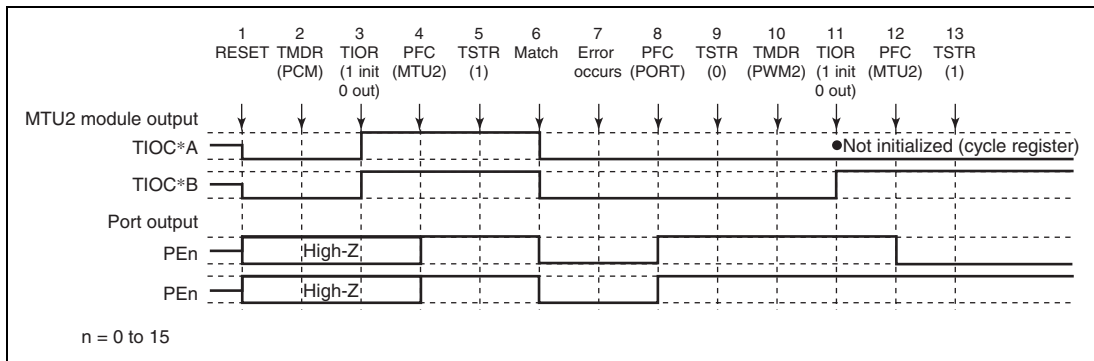 1 2 3 4 5 6 7 8 9 10 11 12 13
RESET TMDR TIOR PFC TSTR Match Error PFC TSTR TMDR TIOR PFC TSTR
(PCM) (1 init (MTU2) (1) occurs (PORT) (0) (PWM2) (1 init (MTU2) (1)
0 out) 0 out)
MTU2 module output
TIOC*A ●Not initialized (cycle register)
TIOC*B
Port output
PEn High-Z
PEn High-Z
n = 0 to 15